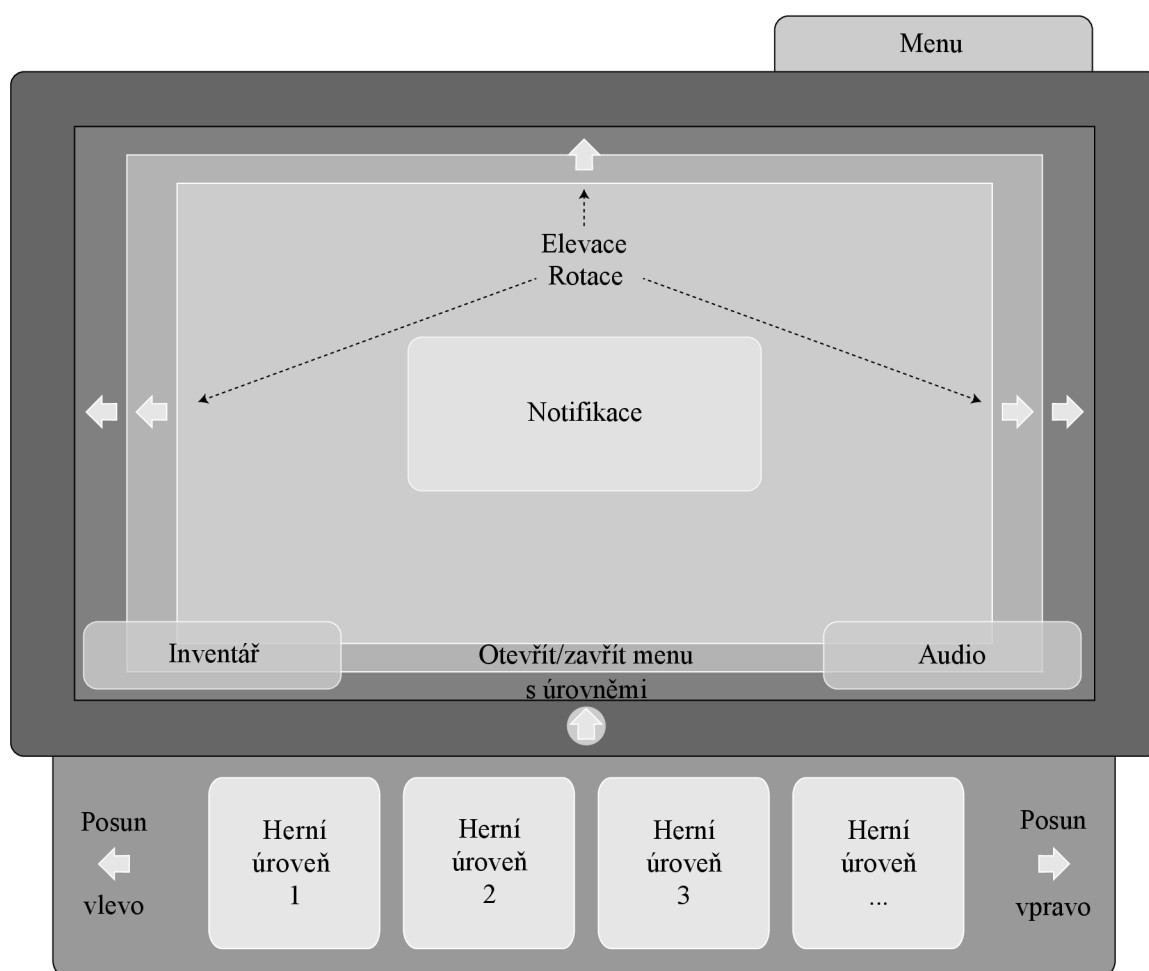 Menu
Elevace
Rotace
Notifikace
Inventář
Otevřít/zavřít menu
s úrovněmi
Audio
Posun
vlevo
Herní
úroveň
1
Herní
úroveň
2
Herní
úroveň
3
Herní
úroveň
...
Posun
vpravo